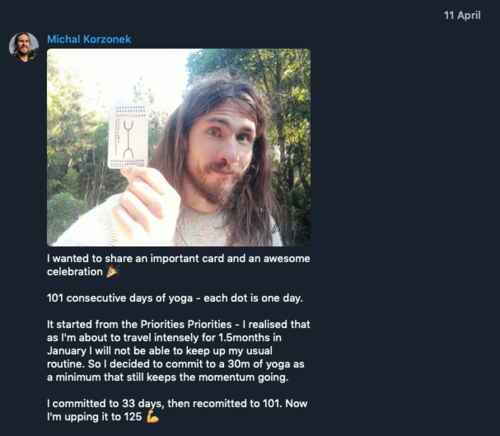 11 April
Michal Korzonek
I wanted to share an important card and an awesome
celebration 🎉
101 consecutive days of yoga - each dot is one day.
It started from the Priorities Priorities - I realised that
as I'm about to travel intensely for 1.5months in
January I will not be able to keep up my usual
routine. So I decided to commit to a 30m of yoga as
a minimum that still keeps the momentum going.
I committed to 33 days, then recomitted to 101. Now
I'm upping it to 125 💪